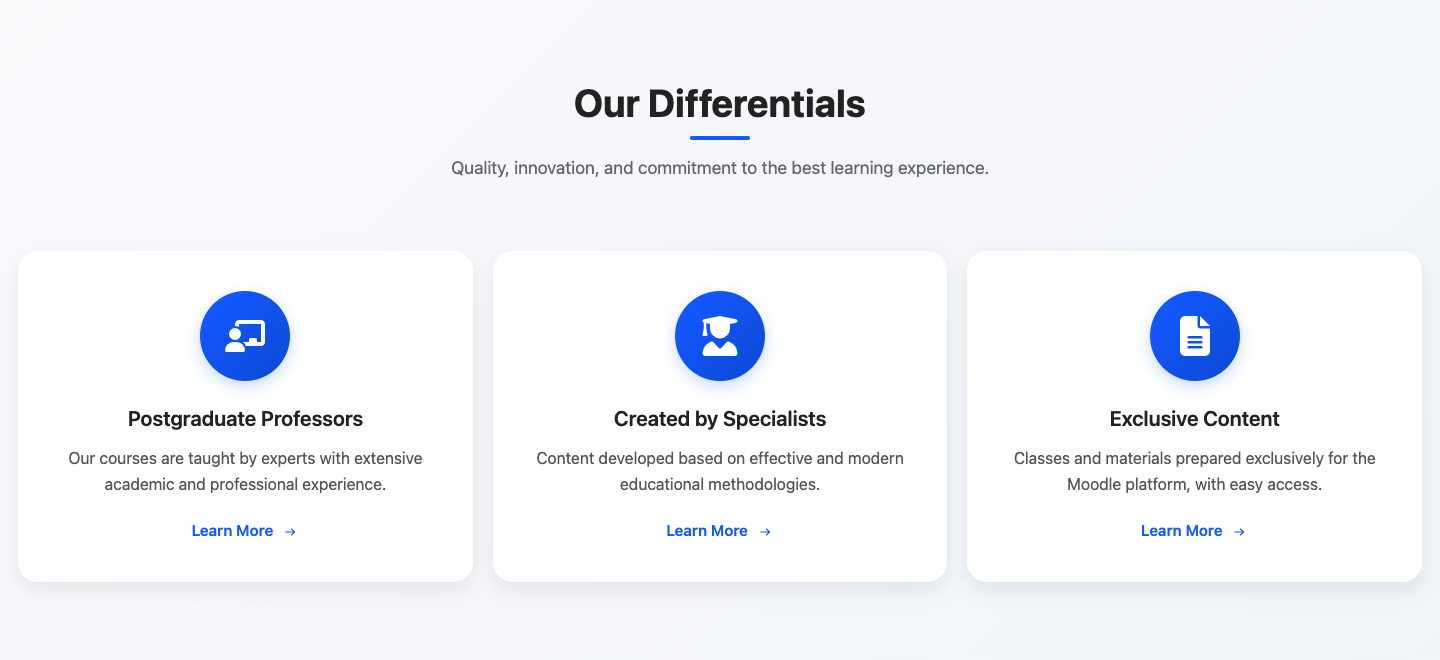 Our Differentials
Quality, innovation, and commitment to the best learning experience.
Postgraduate Professors
Our courses are taught by experts with extensive
academic and professional experience.
Learn More →
Created by Specialists
Content developed based on effective and modern
educational methodologies.
Learn More →
Exclusive Content
Classes and materials prepared exclusively for the
Moodle platform, with easy access.
Learn More →